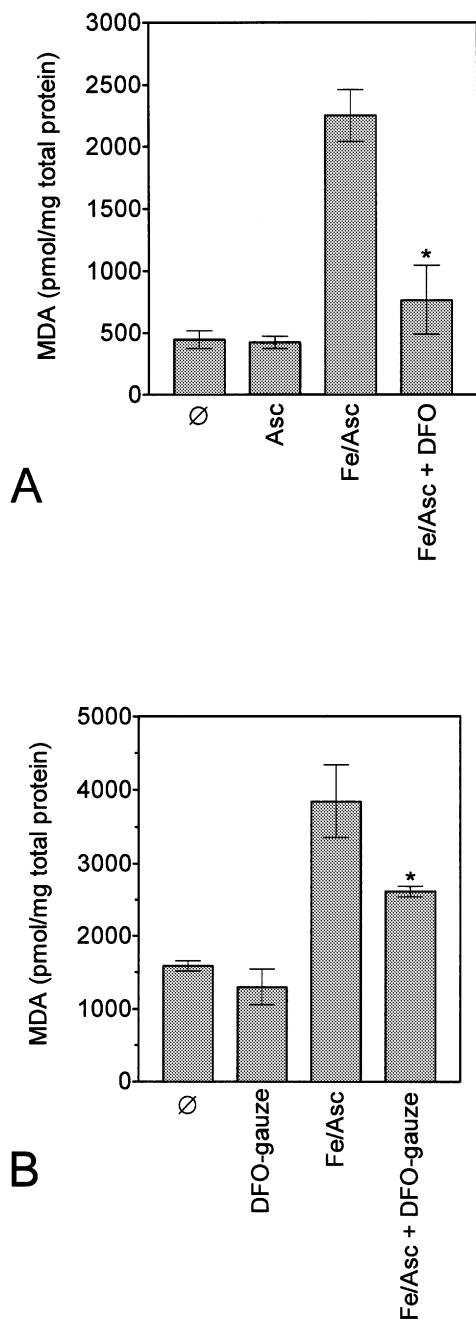 3000
2500
2000
1500
1000
500
0
MDA (pmol/mg total protein)
*
∅
Asc
Fe/Asc
Fe/Asc + DFO
A
5000
4000
3000
2000
1000
0
MDA (pmol/mg total protein)
*
∅
DFO-gauze
Fe/Asc
Fe/Asc + DFO-gauze
B